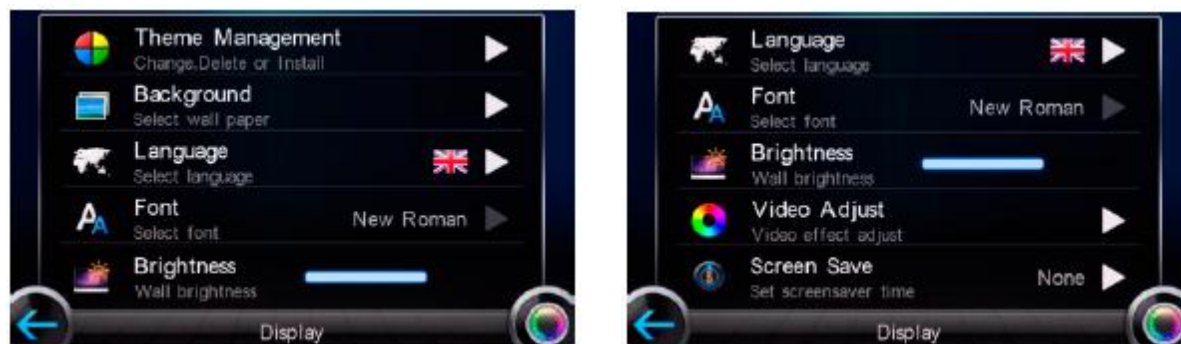 Theme Management
Change,Delete or Install
Background
Select wall paper
Language
Select language
Font
Select font
New Roman
Brightness
Wall brightness
Display
Language
Select language
Font
Select font
New Roman
Brightness
Wall brightness
Video Adjust
Video effect adjust
Screen Save
Set screensaver time
None
Display